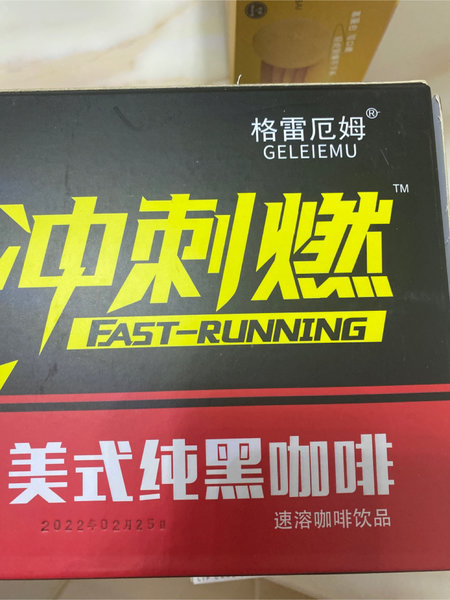 格雷厄姆®
GELEIEMU
冲刺燃™
FAST-RUNNING
美式纯黑咖啡
2022年02月25日
速溶咖啡饮品